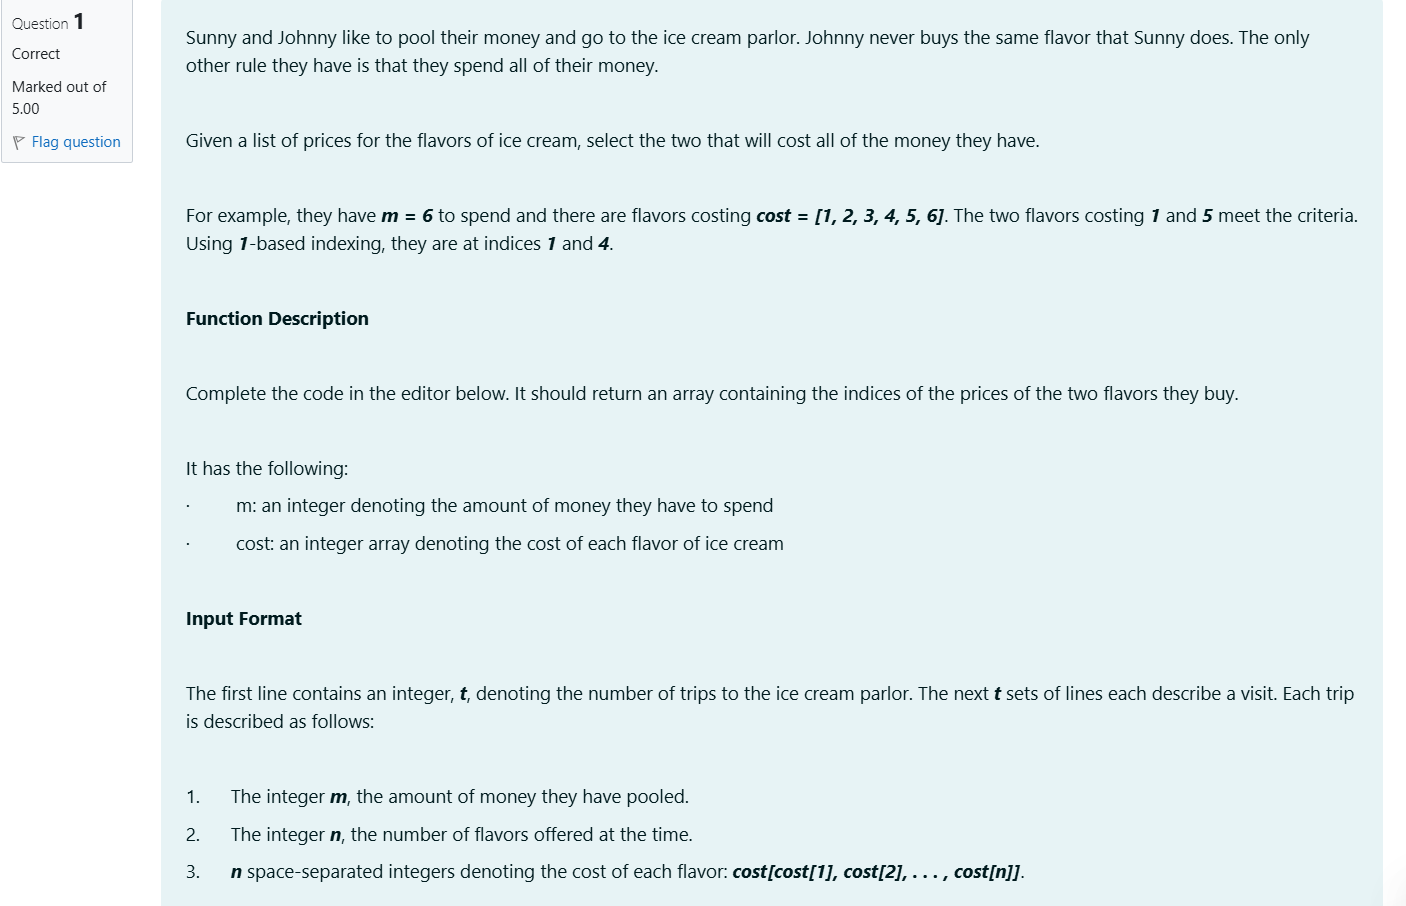 Question 1
Correct
Marked out of
5.00
Flag question
Sunny and Johnny like to pool their money and go to the ice cream parlor. Johnny never buys the same flavor that Sunny does. The only
other rule they have is that they spend all of their money.
Given a list of prices for the flavors of ice cream, select the two that will cost all of the money they have.
For example, they have m = 6 to spend and there are flavors costing cost = [1, 2, 3, 4, 5, 6]. The two flavors costing 1 and 5 meet the criteria.
Using 1-based indexing, they are at indices 1 and 4.
Function Description
Complete the code in the editor below. It should return an array containing the indices of the prices of the two flavors they buy.
It has the following:
· m: an integer denoting the amount of money they have to spend
· cost: an integer array denoting the cost of each flavor of ice cream
Input Format
The first line contains an integer, t, denoting the number of trips to the ice cream parlor. The next t sets of lines each describe a visit. Each trip
is described as follows:
1. The integer m, the amount of money they have pooled.
2. The integer n, the number of flavors offered at the time.
3. n space-separated integers denoting the cost of each flavor: cost[cost[1], cost[2], . . . , cost[n]].